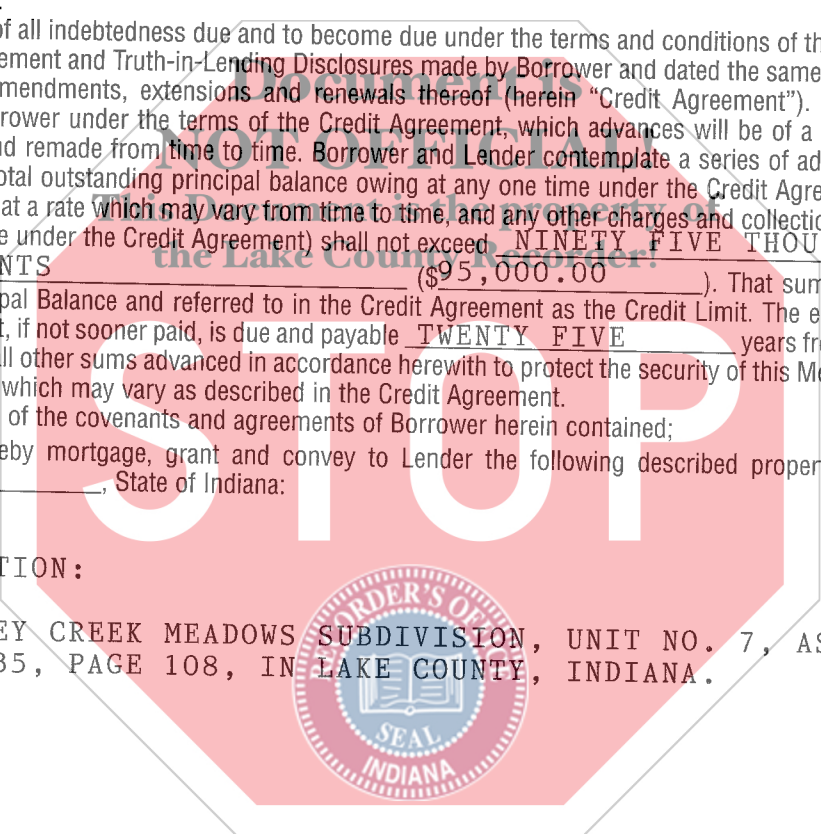 of all indebtedness due and to become due under the terms and conditions of th
ement and Truth-in-Lending Disclosures made by Borrower and dated the same
mendments, extensions and renewals thereof (herein “Credit Agreement”).
rower under the terms of the Credit Agreement, which advances will be of a
nd remade from time to time. Borrower and Lender contemplate a series of ad
otal outstanding principal balance owing at any one time under the Credit Agre
at a rate which may vary from time to time, and any other charges and collectio
e under the Credit Agreement) shall not exceed NINETY FIVE THOU
NTS ($95,000.00 ). That sum
pal Balance and referred to in the Credit Agreement as the Credit Limit. The e
t, if not sooner paid, is due and payable TWENTY FIVE years fr
ll other sums advanced in accordance herewith to protect the security of this M
which may vary as described in the Credit Agreement.
of the covenants and agreements of Borrower herein contained;
eby mortgage, grant and convey to Lender the following described proper
, State of Indiana:
TION:
EY CREEK MEADOWS SUBDIVISION, UNIT NO. 7, AS
35, PAGE 108, IN LAKE COUNTY, INDIANA.
Document is
NOT OFFICIAL!
This Document is the property of
the Lake County Recorder!
STOP
RECORDER'S OFFICE
SEAL
INDIANA